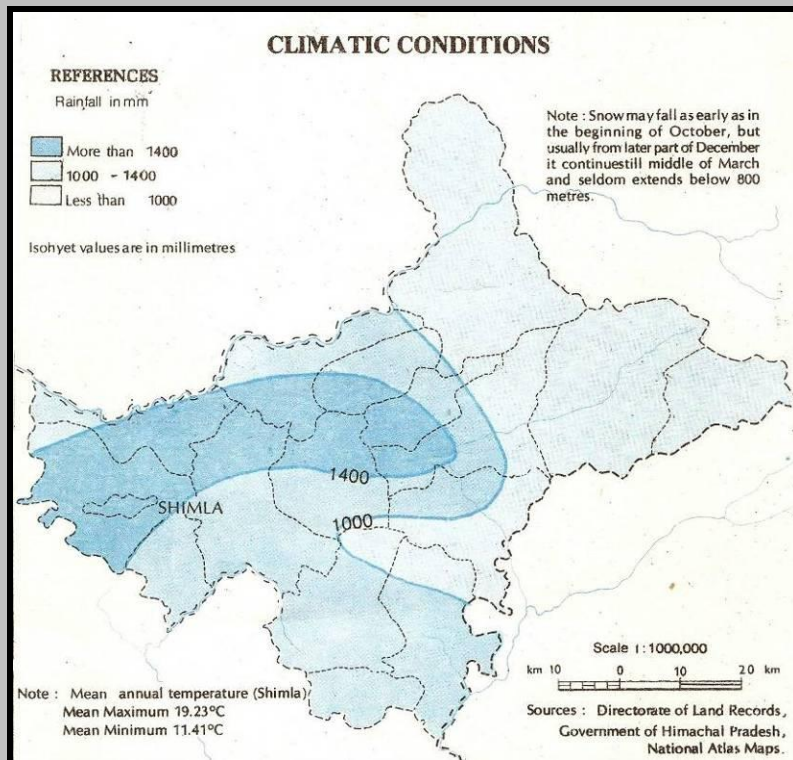 CLIMATIC CONDITIONS
REFERENCES
Rainfall in mm
More than 1400
1000 - 1400
Less than 1000
Isohyet values are in millimetres
Note : Snow may fall as early as in
the beginning of October, but
usually from later part of December
it continuestill middle of March
and seldom extends below 800
metres.
1400
SHIMLA
1000
Scale 1:1000,000
km 10 0 10 20 km
Note : Mean annual temperature (Shimla)
Mean Maximum 19.23°C
Mean Minimum 11.41°C
Sources : Directorate of Land Records,
Government of Himachal Pradesh,
National Atlas Maps.